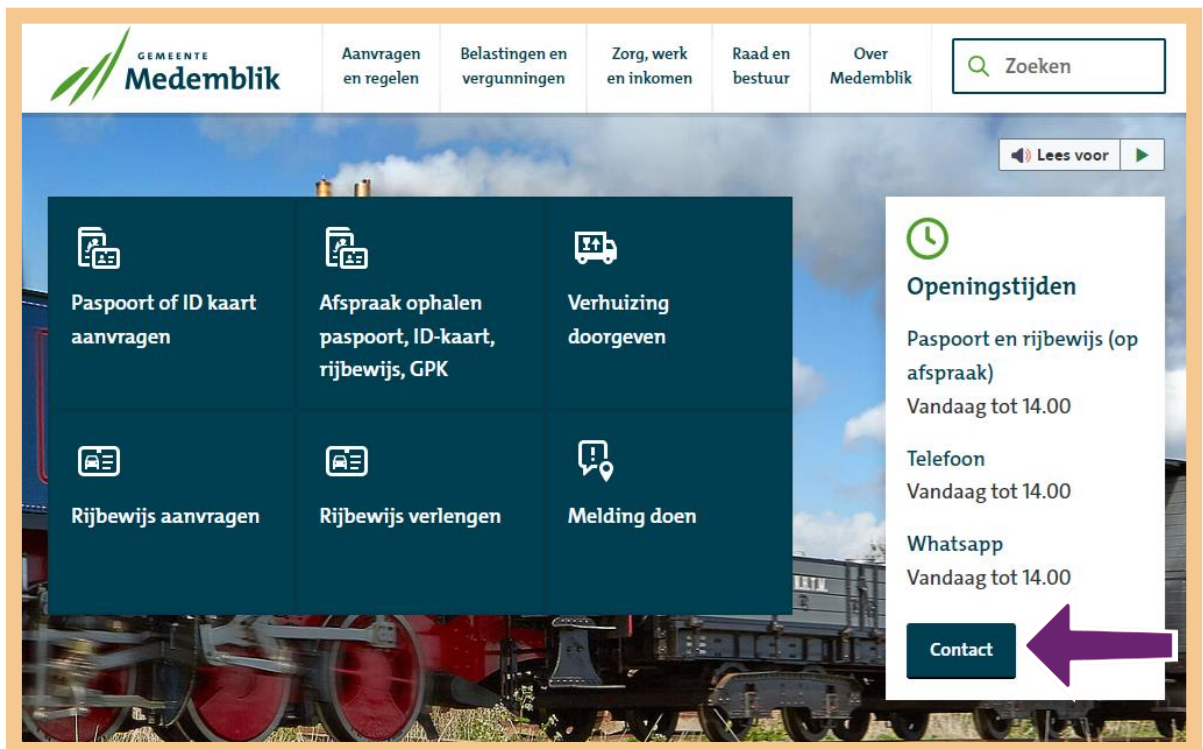 GEMEENTE
Medemblik
Aanvragen
en regelen
Belastingen en
vergunningen
Zorg, werk
en inkomen
Raad en
bestuur
Over
Medemblik
Zoeken
Lees voor
Paspoort of ID kaart
aanvragen
Afspraak ophalen
paspoort, ID-kaart,
rijbewijs, GPK
Verhuizing
doorgeven
Rijbewijs aanvragen
Rijbewijs verlengen
Melding doen
Openingstijden
Paspoort en rijbewijs (op
afspraak)
Vandaag tot 14.00
Telefoon
Vandaag tot 14.00
Whatsapp
Vandaag tot 14.00
Contact